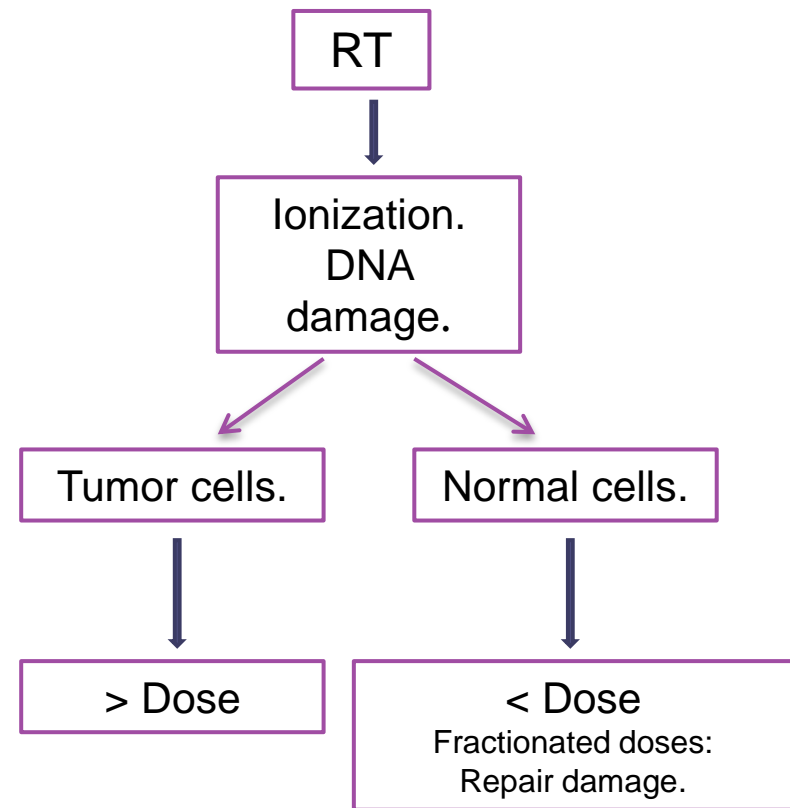 RT
Ionization.
DNA
damage.
Tumor cells.
Normal cells.
> Dose
< Dose
Fractionated doses:
Repair damage.